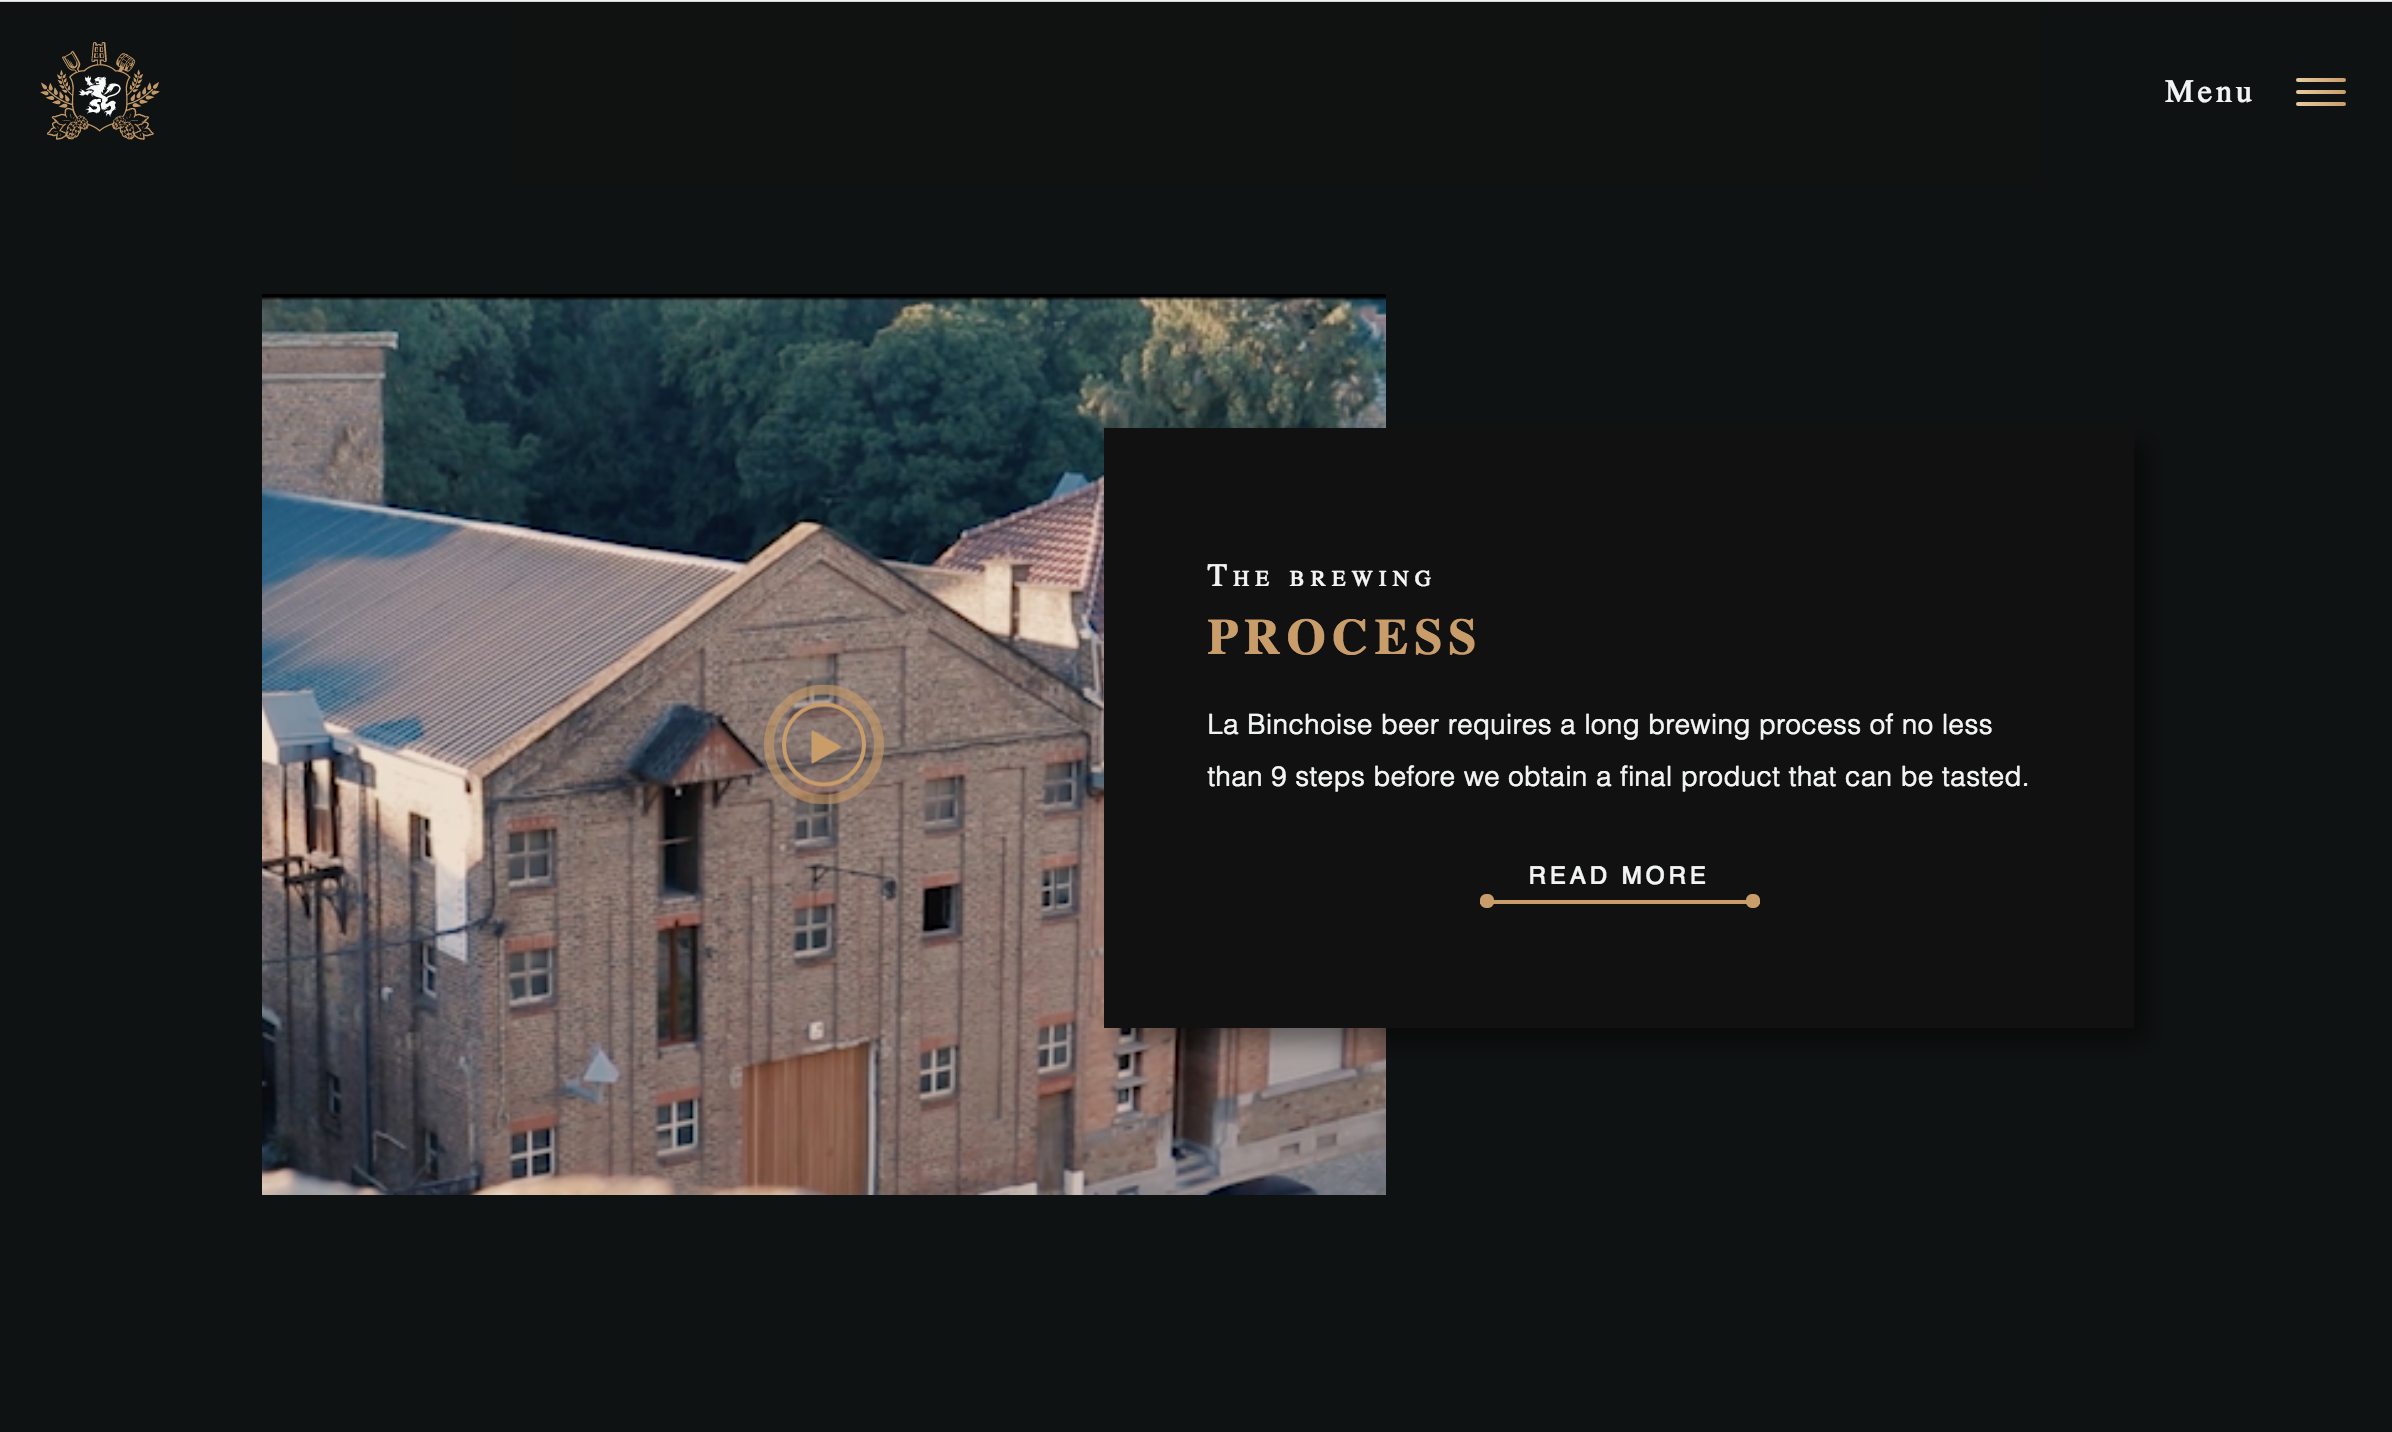 Menu
The brewing
PROCESS
La Binchoise beer requires a long brewing process of no less
than 9 steps before we obtain a final product that can be tasted.
READ MORE